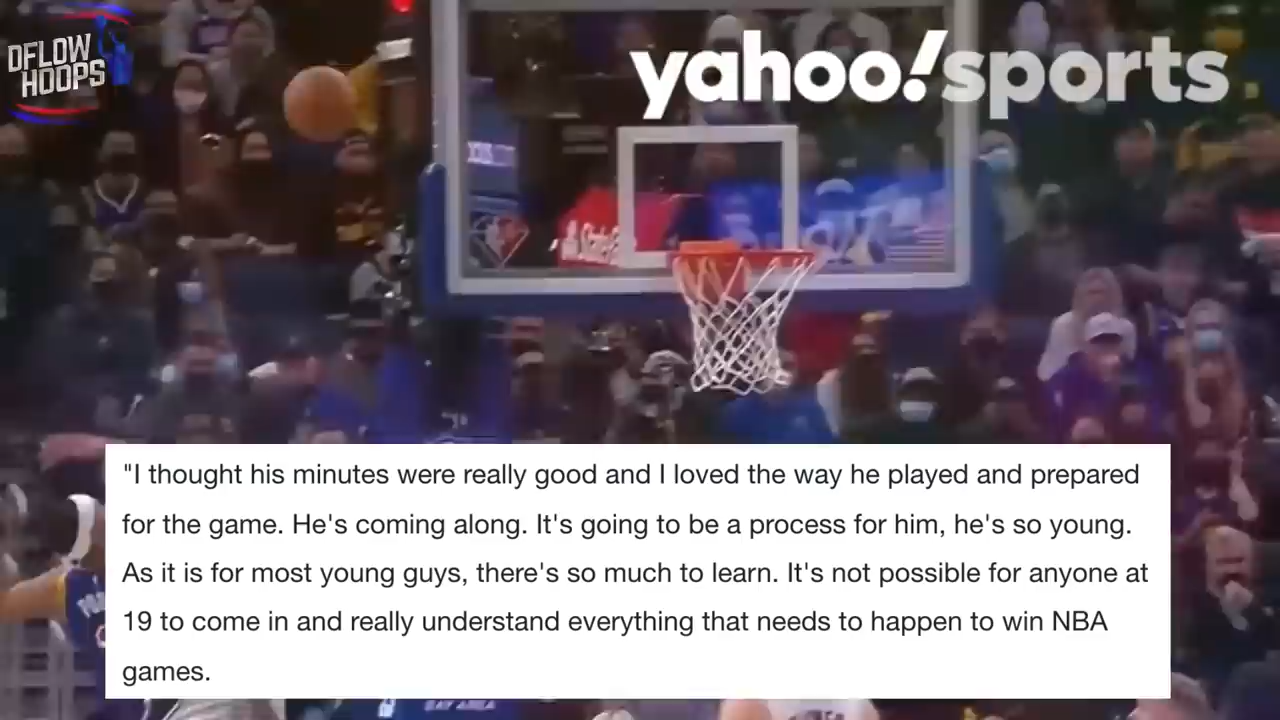 DFLOW
HOOPS
yahoo!sports
"I thought his minutes were really good and I loved the way he played and prepared
for the game. He's coming along. It's going to be a process for him, he's so young.
As it is for most young guys, there's so much to learn. It's not possible for anyone at
19 to come in and really understand everything that needs to happen to win NBA
games.
BAY AREA